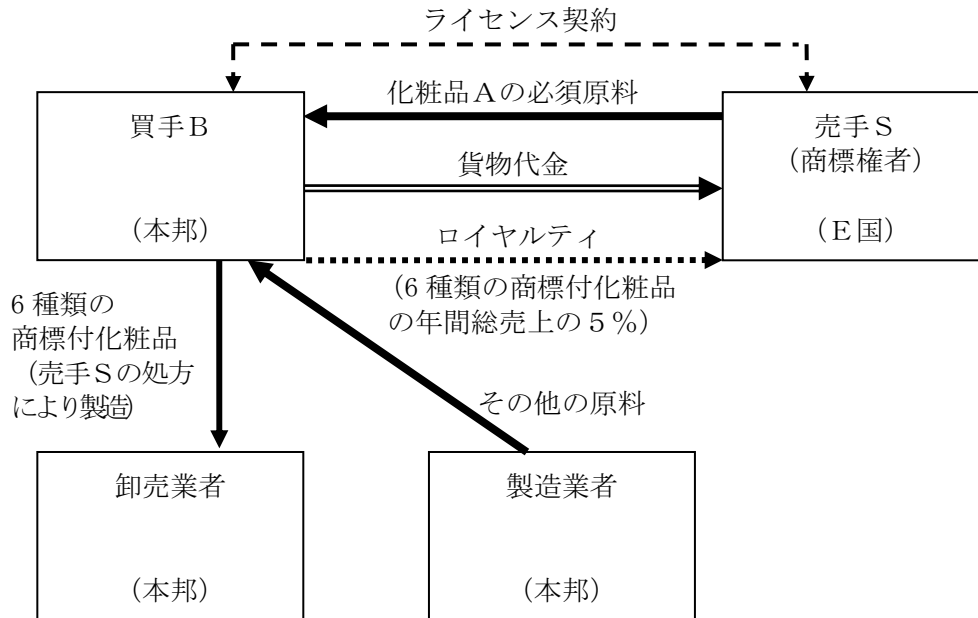 ライセンス契約
買手B
(本邦)
化粧品Aの必須原料
貨物代金
ロイヤルティ
(6種類の商標付化粧品
の年間総売上の5%)
売手S
(商標権者)
(E国)
6種類の
商標付化粧品
(売手Sの処方
により製造)
その他の原料
卸売業者
(本邦)
製造業者
(本邦)